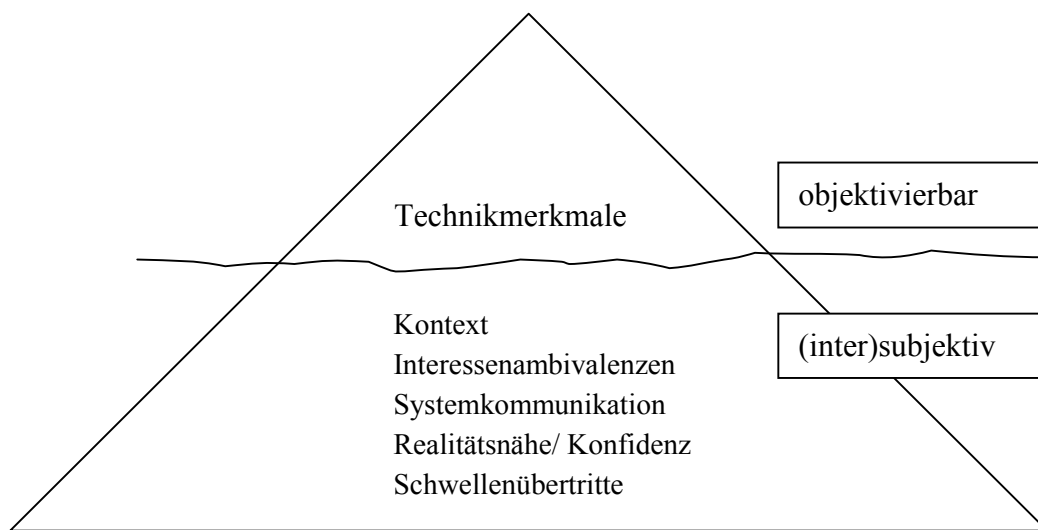 objektivierbar
Technikmerkmale
Kontext
(inter)subjektiv
Interessenambivalenzen
Systemkommunikation
Realitätsnähe/ Konfidenz
Schwellenübertritte